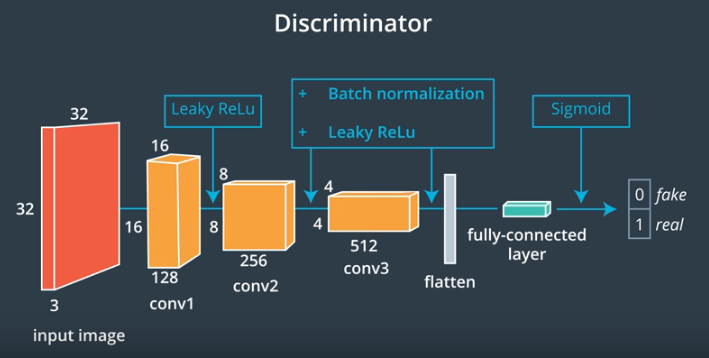 Discriminator
32
32
3
input image
Leaky ReLu
16
16
128
conv1
8
8
256
conv2
+ Batch normalization
+ Leaky ReLu
4
4
512
conv3
flatten
fully-connected
layer
Sigmoid
0 fake
1 real